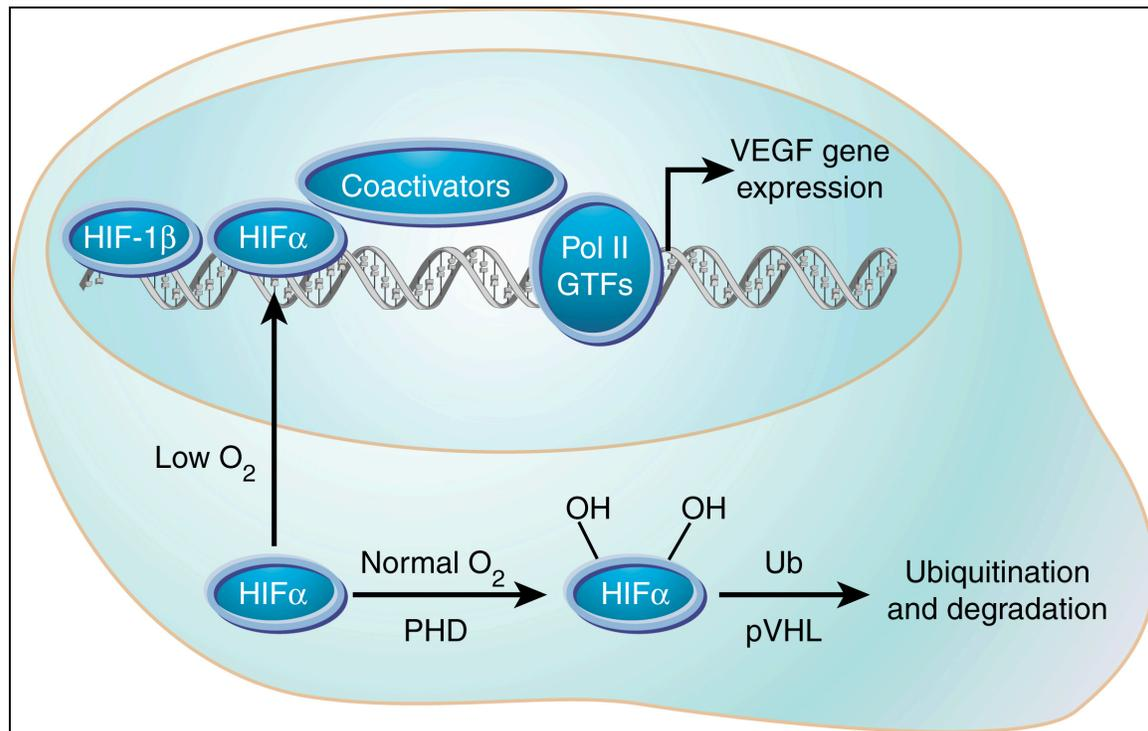 VEGF gene
expression
Coactivators
HIF-1β
HIFα
Pol II
GTFs
Low O2
OH
OH
Normal O2
Ub
HIFα
HIFα
Ubiquitination
and degradation
PHD
pVHL